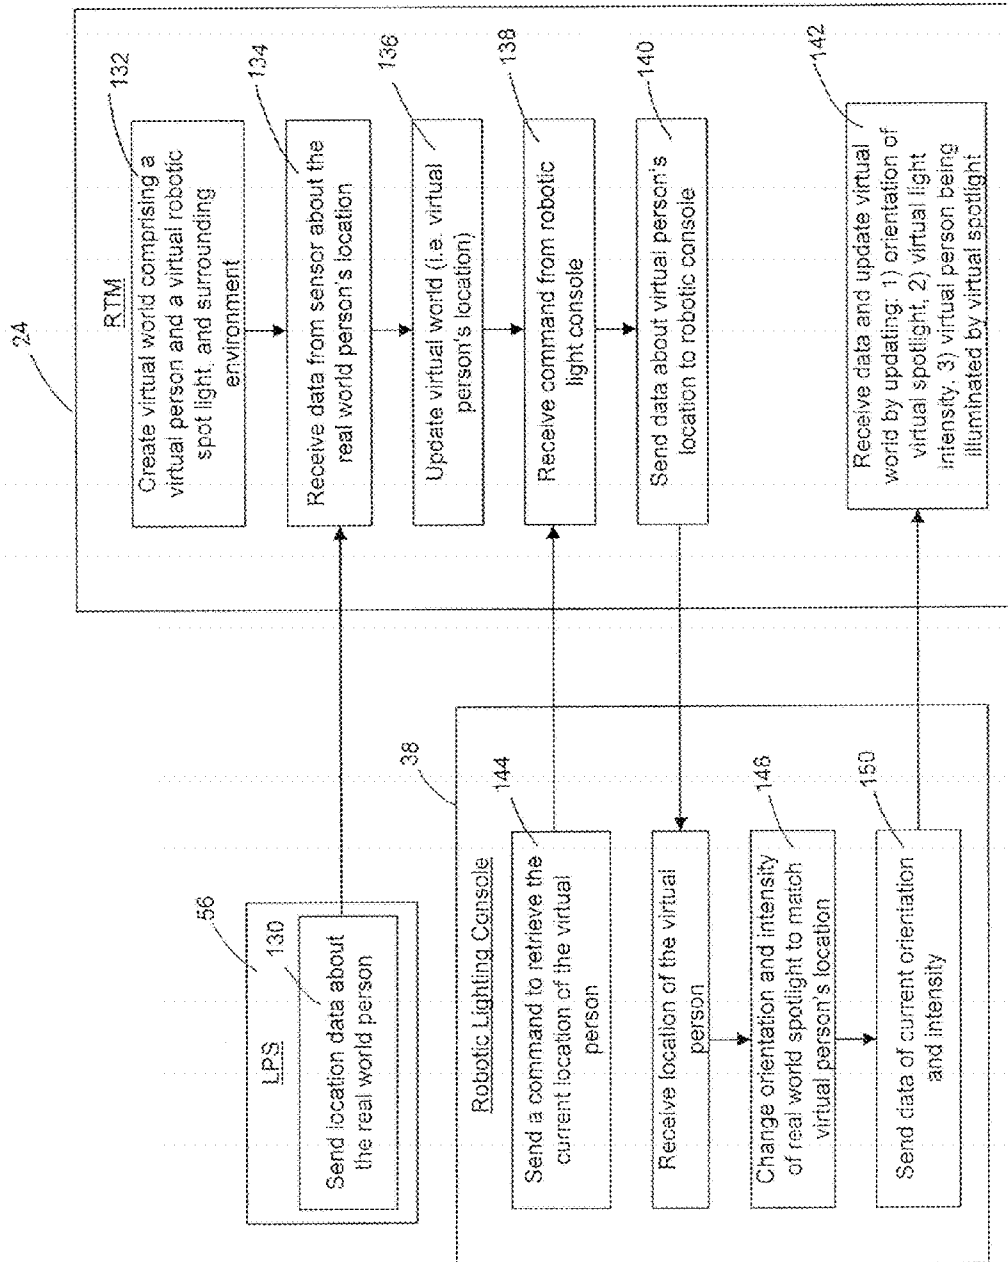 24
RTM
132
Create virtual world comprising a
virtual person and a virtual robotic
spot light, and surrounding
environment
134
Receive data from sensor about the
real world person's location
136
Update virtual world (i.e. virtual
person's location)
138
Receive command from robotic
light console
140
Send data about virtual person's
location to robotic console
142
Receive data and update virtual
world by updating: 1) orientation of
virtual spotlight, 2) virtual light
intensity, 3) virtual person being
illuminated by virtual spotlight
56
LPS
130
Send location data about
the real world person
38
Robotic Lighting Console
144
Send a command to retrieve the
current location of the virtual
person
Receive location of the virtual
person
148
Change orientation and intensity
of real world spotlight to match
virtual person's location
150
Send data of current orientation
and intensity